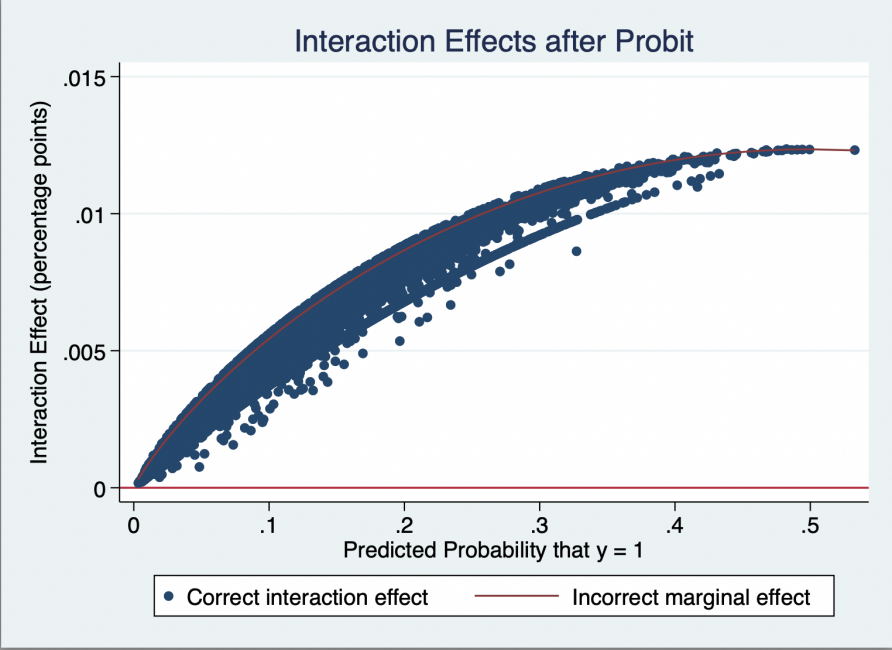 Interaction Effects after Probit
Interaction Effect (percentage points)
.015
.01
.005
0
0 .1 .2 .3 .4 .5
Predicted Probability that y = 1
Correct interaction effect Incorrect marginal effect